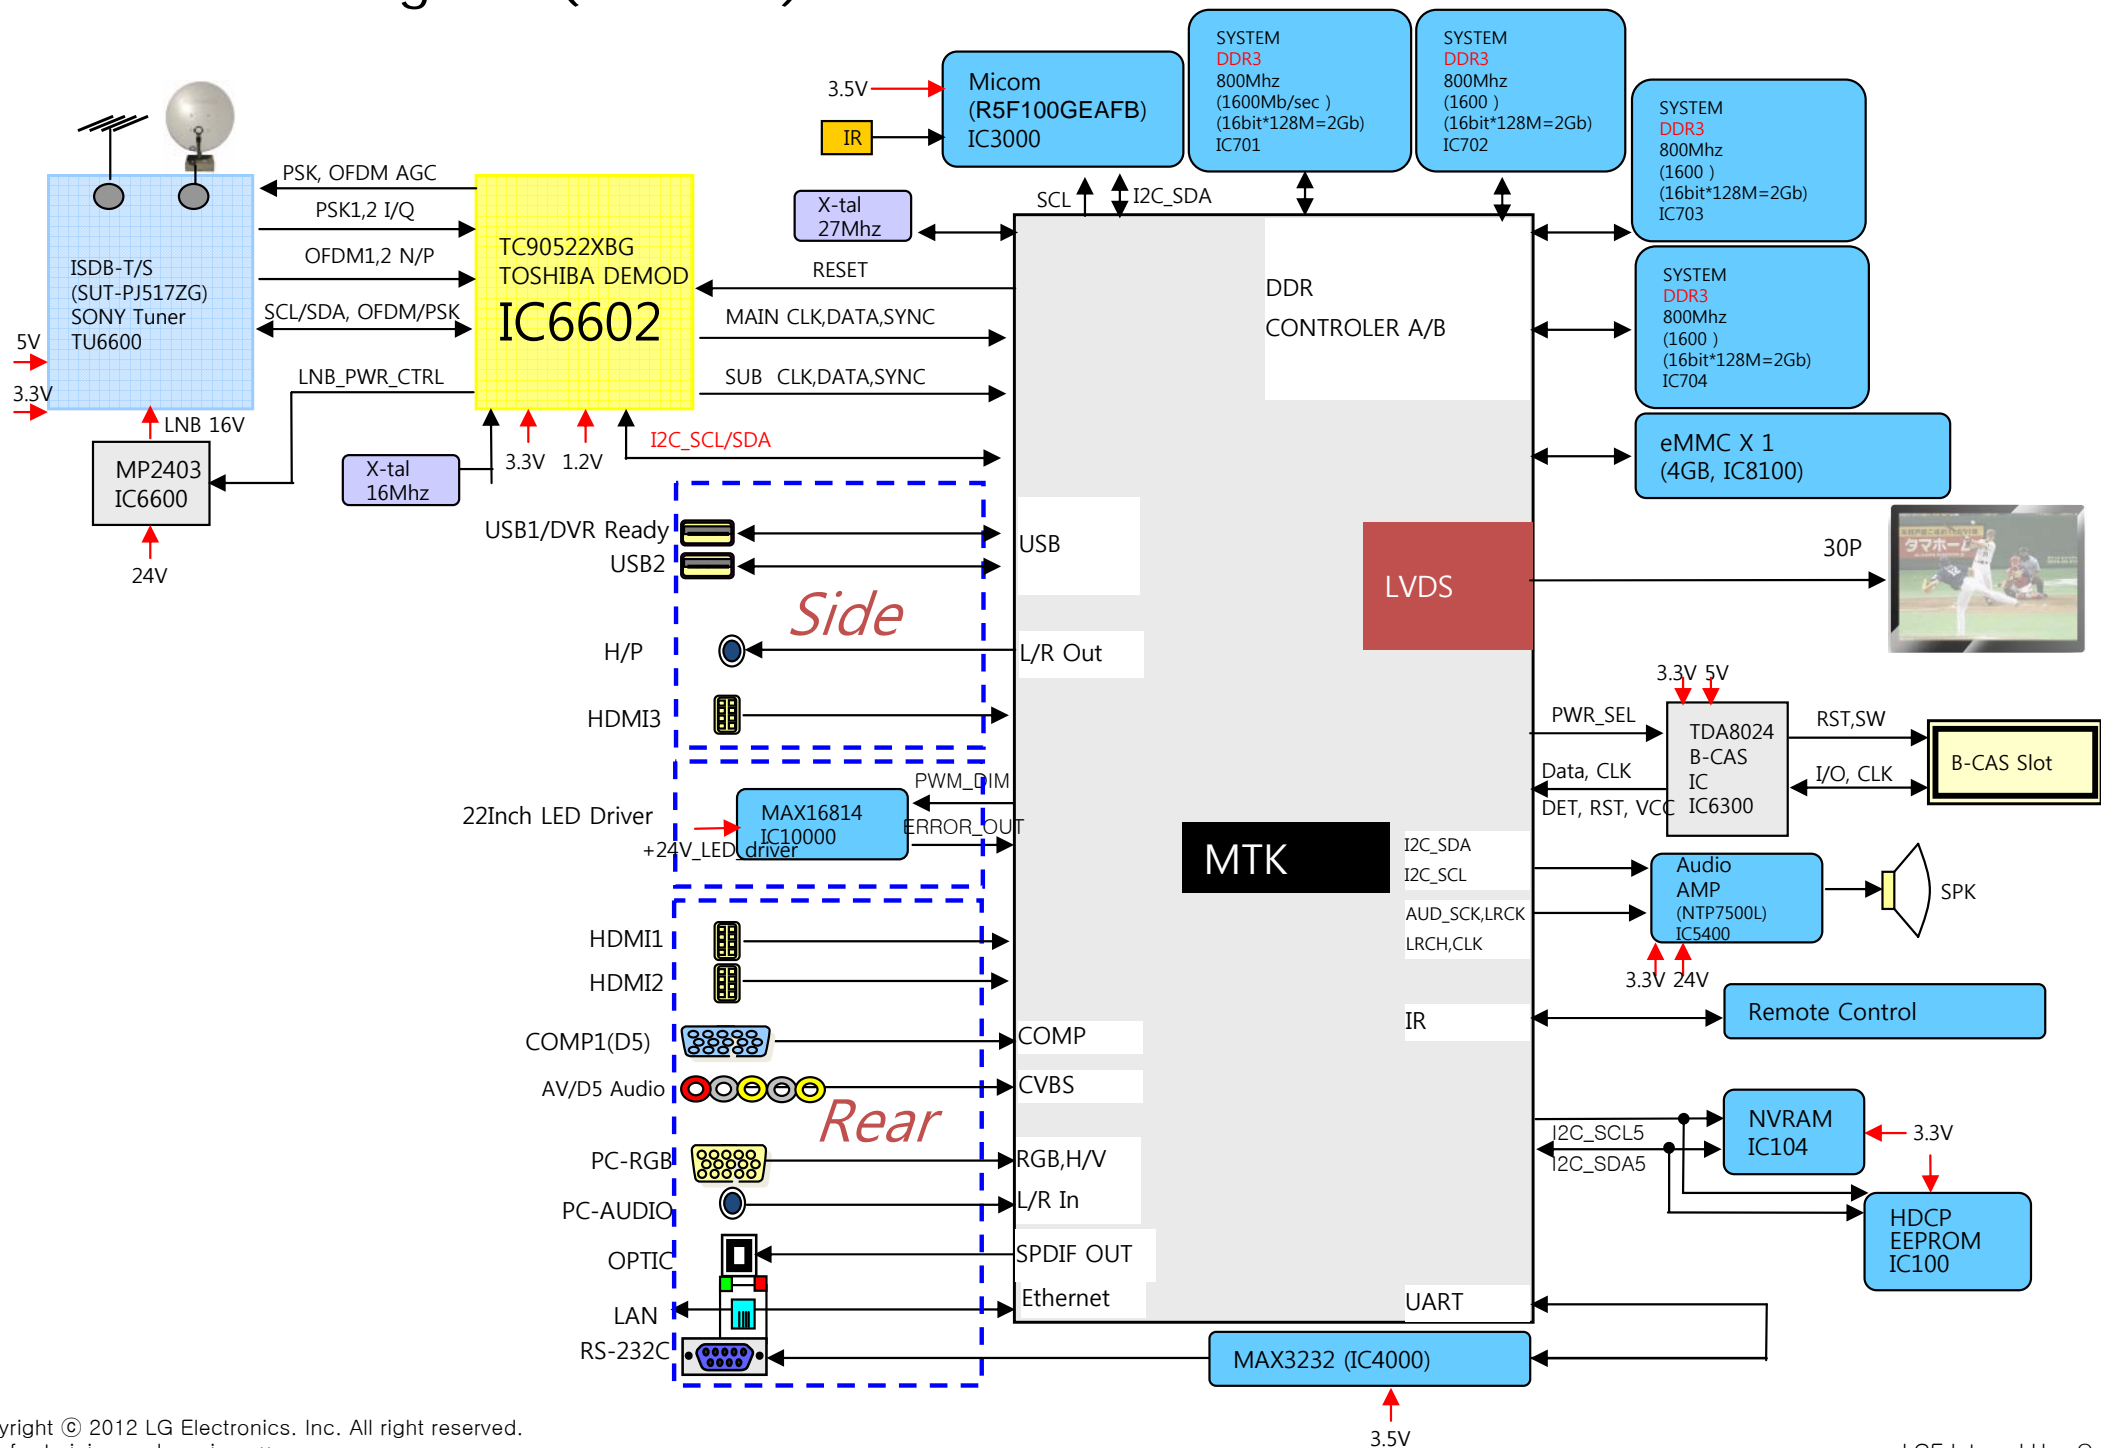 SYSTEM
DDR3
800Mhz
(1600Mb/sec )
(16bit*128M=2Gb)
IC701
SYSTEM
DDR3
800Mhz
(1600 )
(16bit*128M=2Gb)
IC702
SYSTEM
DDR3
800Mhz
(1600 )
(16bit*128M=2Gb)
IC703
SYSTEM
DDR3
800Mhz
(1600 )
(16bit*128M=2Gb)
IC704
eMMC X 1
(4GB, IC8100)
3.5V
IR
Micom
(R5F100GEAFB)
IC3000
SCL
I2C_SDA
X-tal
27Mhz
PSK, OFDM AGC
PSK1,2 I/Q
OFDM1,2 N/P
SCL/SDA, OFDM/PSK
LNB_PWR_CTRL
ISDB-T/S
(SUT-PJ517ZG)
SONY Tuner
TU6600
5V
3.3V
LNB 16V
MP2403
IC6600
24V
TC90522XBG
TOSHIBA DEMOD
IC6602
X-tal
16Mhz
3.3V
1.2V
RESET
MAIN CLK,DATA,SYNC
SUB CLK,DATA,SYNC
I2C_SCL/SDA
DDR
CONTROLER A/B
USB1/DVR Ready
USB2
Side
H/P
HDMI3
USB
L/R Out
LVDS
30P
タマホーム
22Inch LED Driver
MAX16814
IC10000
+24V_LED_driver
PWM_DIM
ERROR_OUT
MTK
PWR_SEL
Data, CLK
DET, RST, VCC
3.3V 5V
TDA8024
B-CAS
IC
IC6300
RST,SW
I/O, CLK
B-CAS Slot
I2C_SDA
I2C_SCL
AUD_SCK,LRCK
LRCH,CLK
Audio
AMP
(NTP7500L)
IC5400
SPK
3.3V 24V
IR
Remote Control
HDMI1
HDMI2
COMP1(D5)
AV/D5 Audio
Rear
PC-RGB
PC-AUDIO
OPTIC
LAN
RS-232C
COMP
CVBS
RGB,H/V
L/R In
SPDIF OUT
Ethernet
UART
I2C_SCL5
I2C_SDA5
NVRAM
IC104
3.3V
HDCP
EEPROM
IC100
MAX3232 (IC4000)
3.5V
yright ⓒ 2012 LG Electronics. Inc. All right reserved.